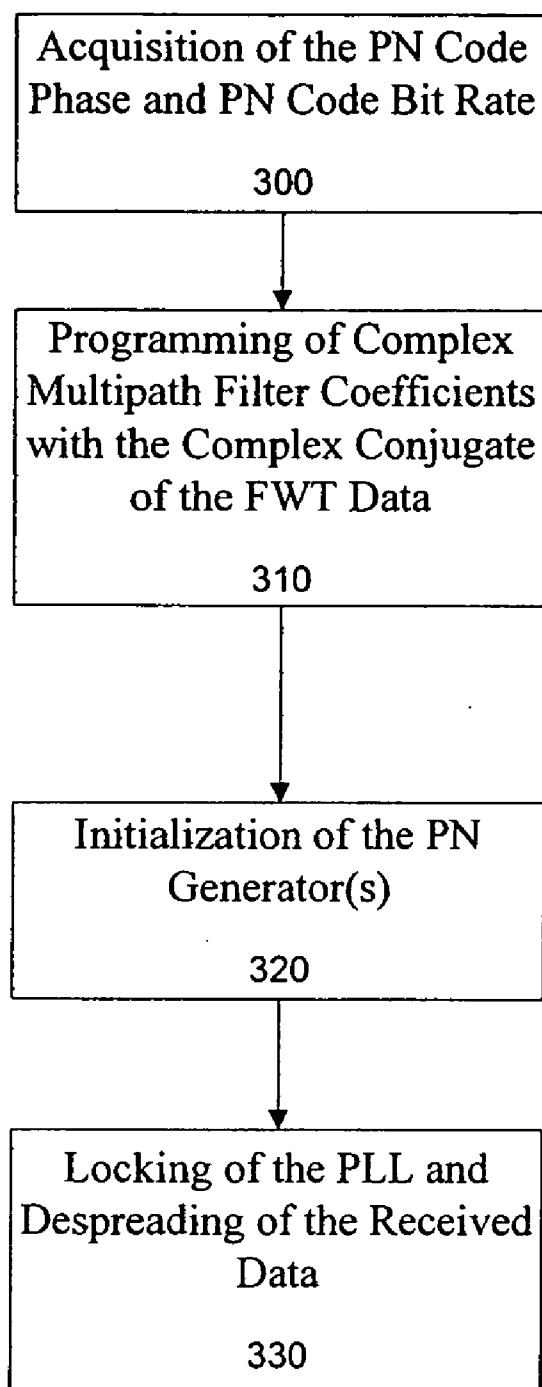 Acquisition of the PN Code
Phase and PN Code Bit Rate
300
Programming of Complex
Multipath Filter Coefficients
with the Complex Conjugate
of the FWT Data
310
Initialization of the PN
Generator(s)
320
Locking of the PLL and
Despreading of the Received
Data
330